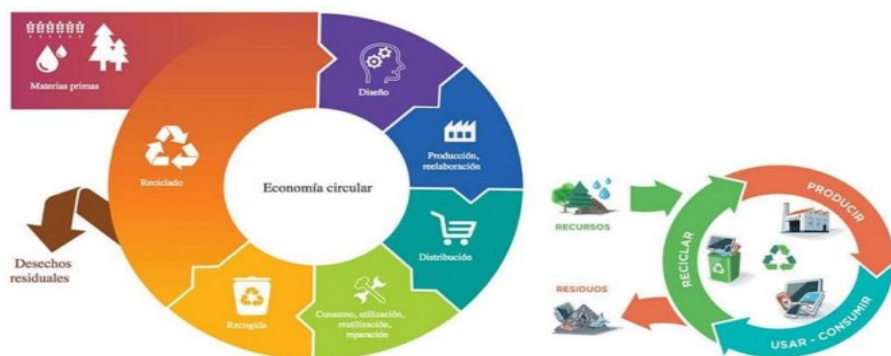 Materias primas
Diseño
Producción,
reelaboración
Distribución
Consumo, utilización,
reutilización,
reparación
Recogida
Reciclado
Desechos
residuales
Economía circular
RECURSOS
RESIDUOS
RECICLAR
PRODUCIR
USAR - CONSUMIR